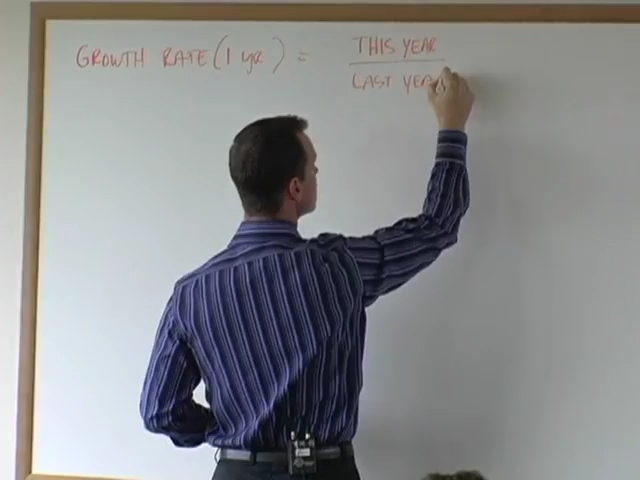 GROWTH RATE (1 yr) = THIS YEAR
LAST YEA